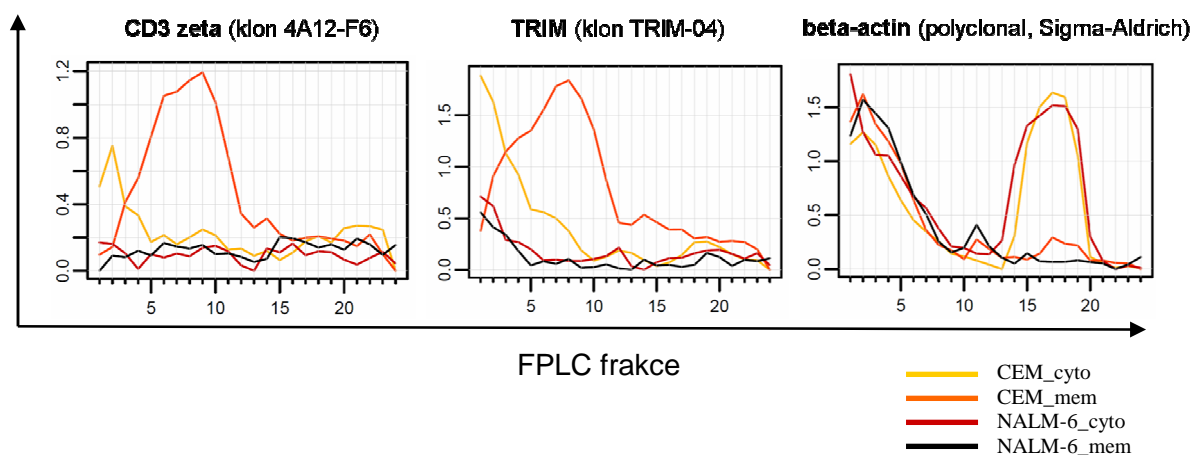 CD3 zeta (klon 4A12-F6)
TRIM (klon TRIM-04)
beta-actin (polyclonal, Sigma-Aldrich)
1.2
0.8
0.4
0.0
5 10 15 20
1.5
1.0
0.5
0.0
5 10 15 20
1.5
1.0
0.5
0.0
5 10 15 20
FPLC frakce
CEM_cyto
CEM_mem
NALM-6_cyto
NALM-6_mem